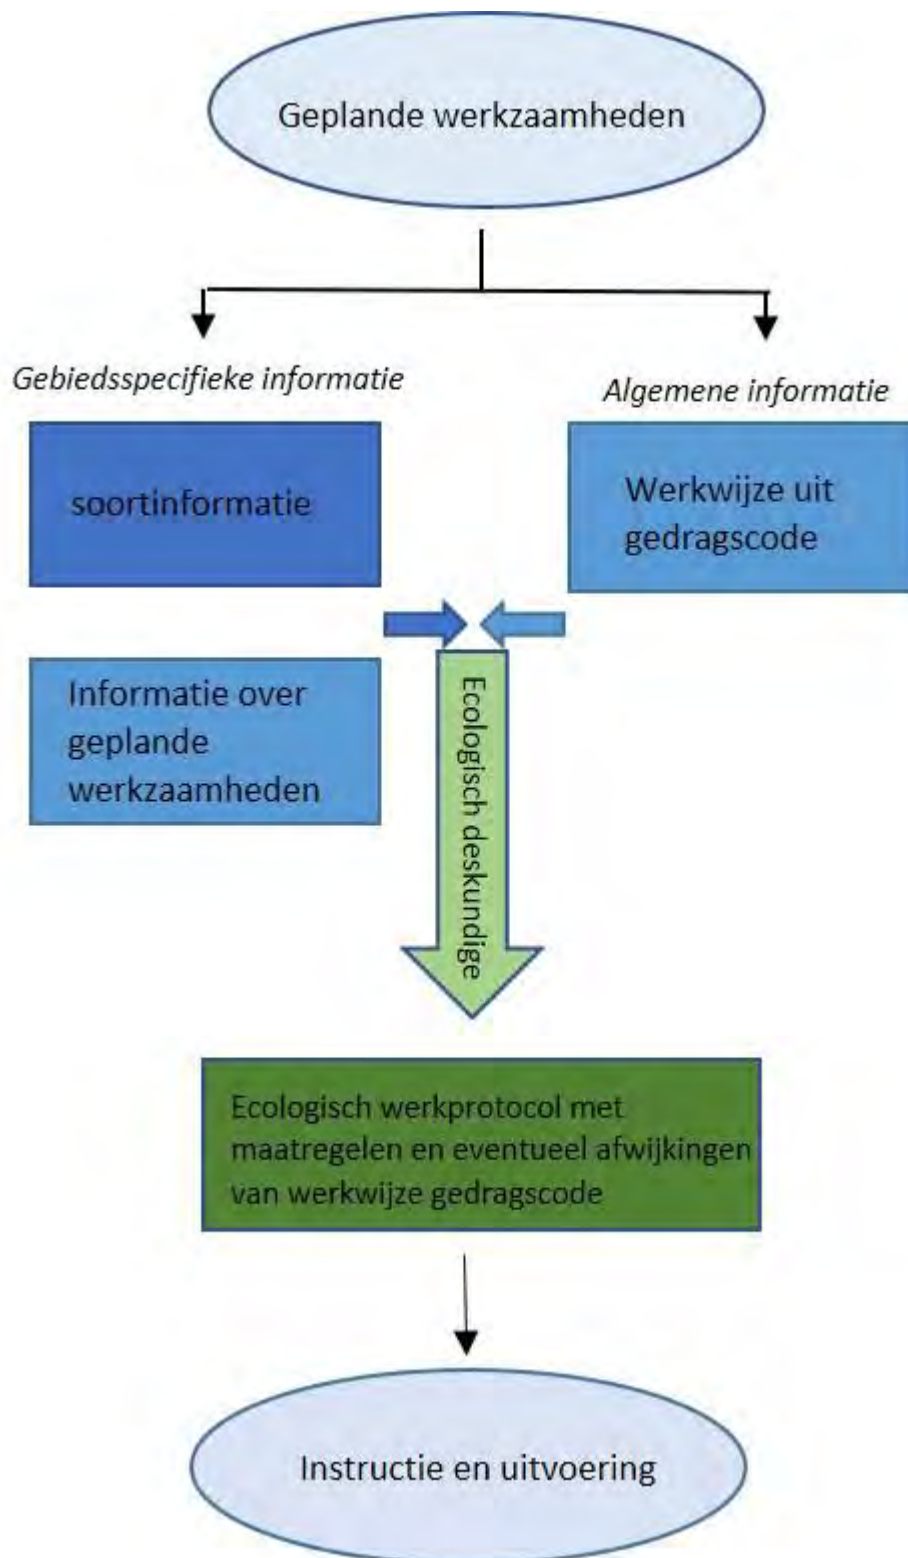 Geplande werkzaamheden
Gebiedsspecifieke informatie
soortinformatie
Informatie over
geplande
werkzaamheden
Algemene informatie
Werkwijze uit
gedragscode
Ecologisch deskundige
Ecologisch werkprotocol met
maatregelen en eventueel afwijkingen
van werkwijze gedragscode
Instructie en uitvoering